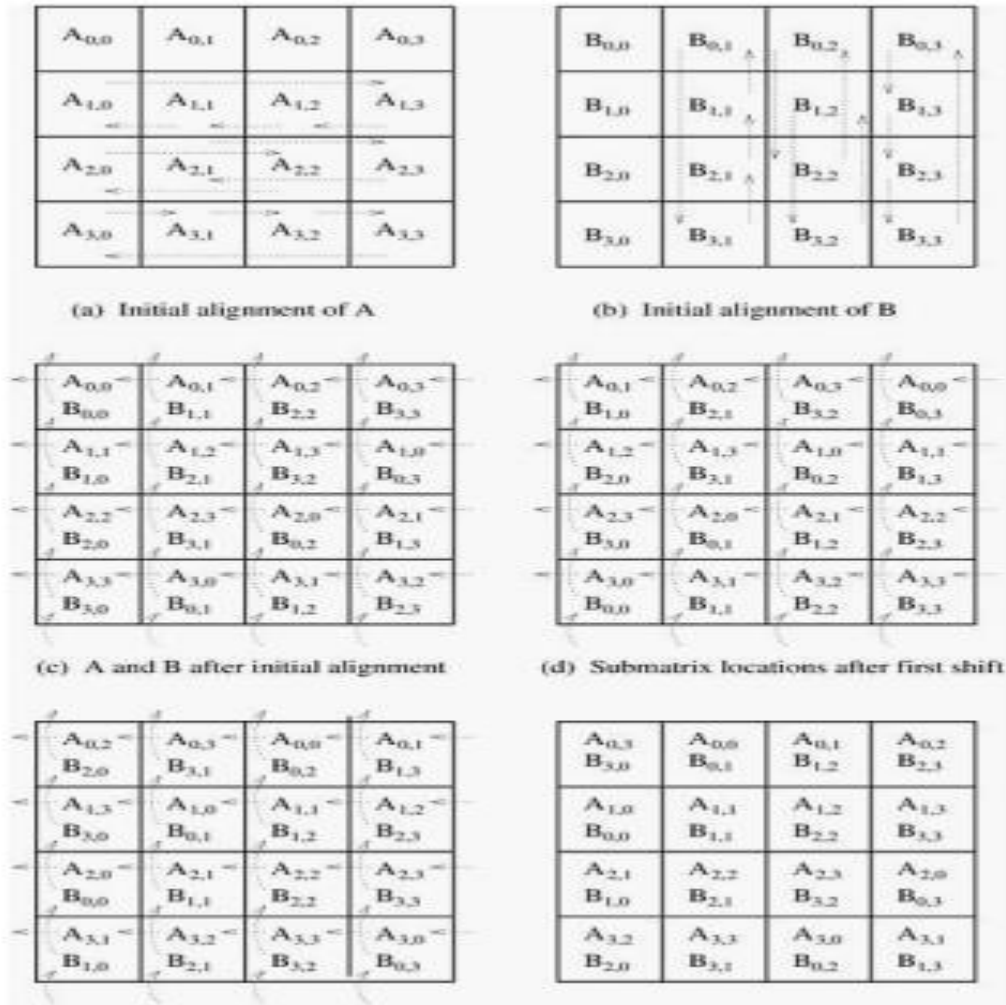 A0,0 A0,1 A0,2 A0,3 B0,0 B0,1 B0,2 B0,3
A1,0 A1,1 A1,2 A1,3 B1,0 B1,1 B1,2 B1,3
A2,0 A2,1 A2,2 A2,3 B2,0 B2,1 B2,2 B2,3
A3,0 A3,1 A3,2 A3,3 B3,0 B3,1 B3,2 B3,3
(a) Initial alignment of A (b) Initial alignment of B
A0,0 A0,1 A0,2 A0,3 A0,1 A0,2 A0,3 A0,0
B0,0 B1,1 B2,2 B3,3 B1,0 B2,1 B3,2 B0,3
A1,1 A1,2 A1,3 A1,0 A1,2 A1,3 A1,0 A1,1
B1,0 B2,1 B3,2 B0,3 B2,0 B3,1 B0,2 B1,3
A2,2 A2,3 A2,0 A2,1 A2,3 A2,0 A2,1 A2,2
B2,0 B3,1 B0,2 B1,3 B3,0 B0,1 B1,2 B2,3
A3,3 A3,0 A3,1 A3,2 A3,0 A3,1 A3,2 A3,3
B3,0 B0,1 B1,2 B2,3 B0,0 B1,1 B2,2 B3,3
(c) A and B after initial alignment (d) Submatrix locations after first shift
A0,2 A0,3 A0,0 A0,1 A0,3 A0,0 A0,1 A0,2
B2,0 B3,1 B0,2 B1,3 B3,0 B0,1 B1,2 B2,3
A1,3 A1,0 A1,1 A1,2 A1,0 A1,1 A1,2 A1,3
B3,0 B0,1 B1,2 B2,3 B0,0 B1,1 B2,2 B3,3
A2,0 A2,1 A2,2 A2,3 A2,1 A2,2 A2,3 A2,0
B0,0 B1,1 B2,2 B3,3 B1,0 B2,1 B3,2 B0,3
A3,1 A3,2 A3,3 A3,0 A3,2 A3,3 A3,0 A3,1
B1,0 B2,1 B3,2 B0,3 B2,0 B3,1 B0,2 B1,3